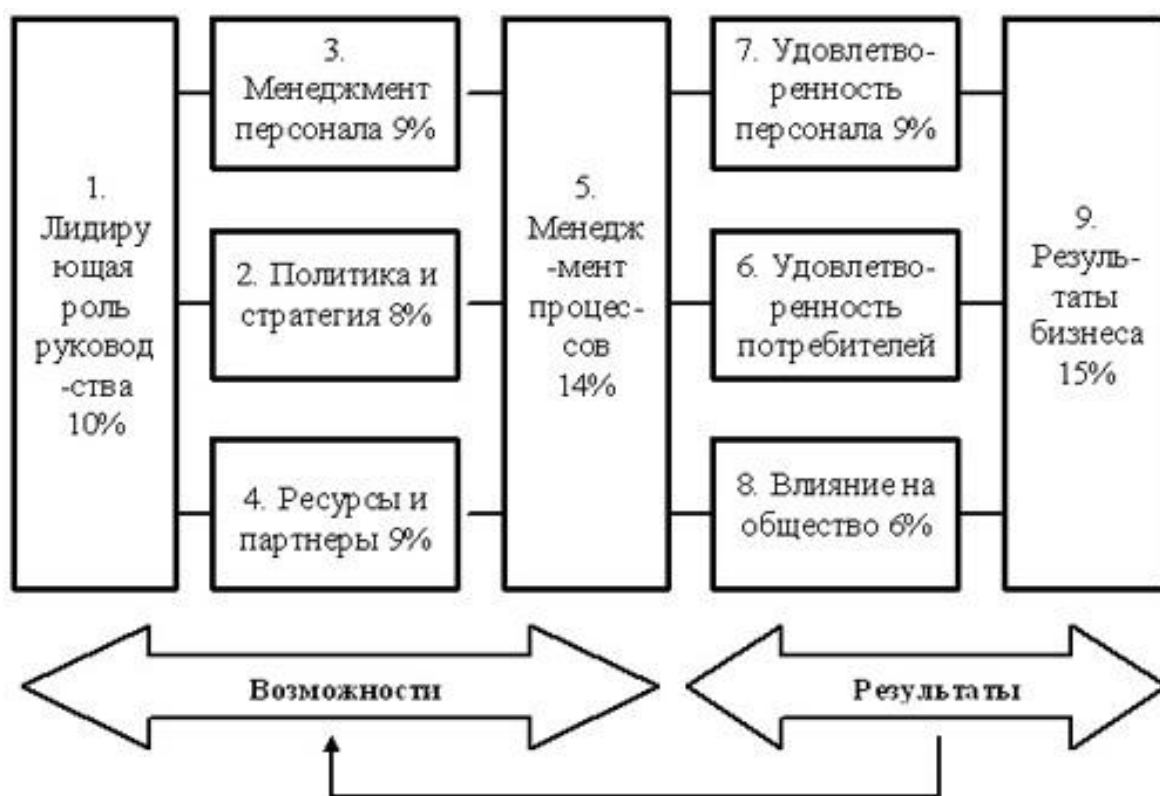 1.
Лидиру
ющая
роль
руковод
-ства
10%
3.
Менеджмент
персонала 9%
2. Политика и
стратегия 8%
4. Ресурсы и
партнеры 9%
5.
Менедж
-мент
процес-
сов
14%
7. Удовлетво-
ренность
персонала 9%
6. Удовлетво-
ренность
потребителей
8. Влияние на
общество 6%
9.
Резуль-
таты
бизнеса
15%
Возможности
Результаты